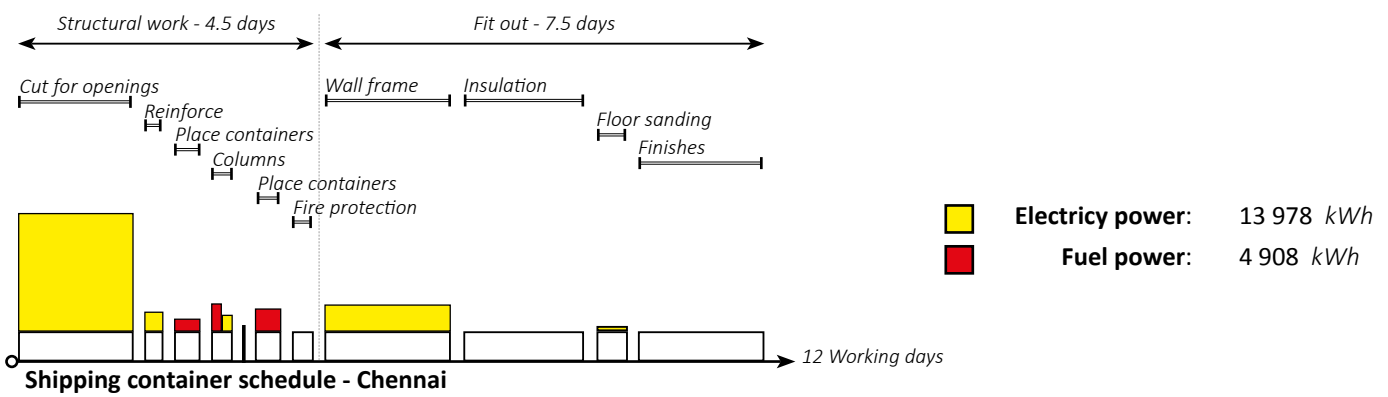 Structural work - 4.5 days
Fit out - 7.5 days
Cut for openings
Reinforce
Place containers
Columns
Place containers
Fire protection
Wall frame
Insulation
Floor sanding
Finishes
Electricy power: 13 978 kWh
Fuel power: 4 908 kWh
12 Working days
Shipping container schedule - Chennai